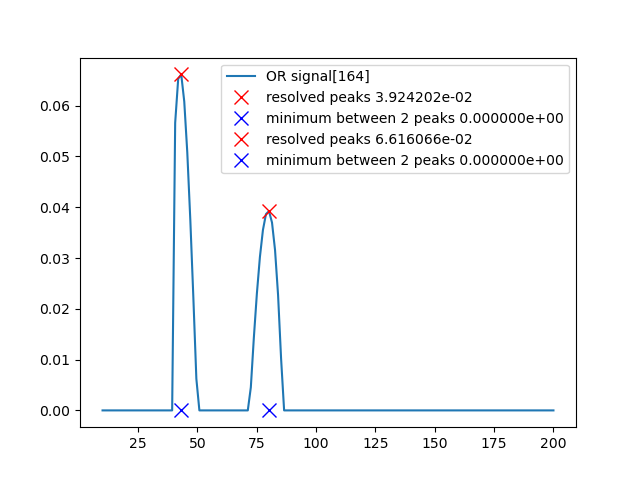 OR signal[164]
resolved peaks 3.924202e-02
minimum between 2 peaks 0.000000e+00
resolved peaks 6.616066e-02
minimum between 2 peaks 0.000000e+00
0.06
0.05
0.04
0.03
0.02
0.01
0.00
25 50 75 100 125 150 175 200